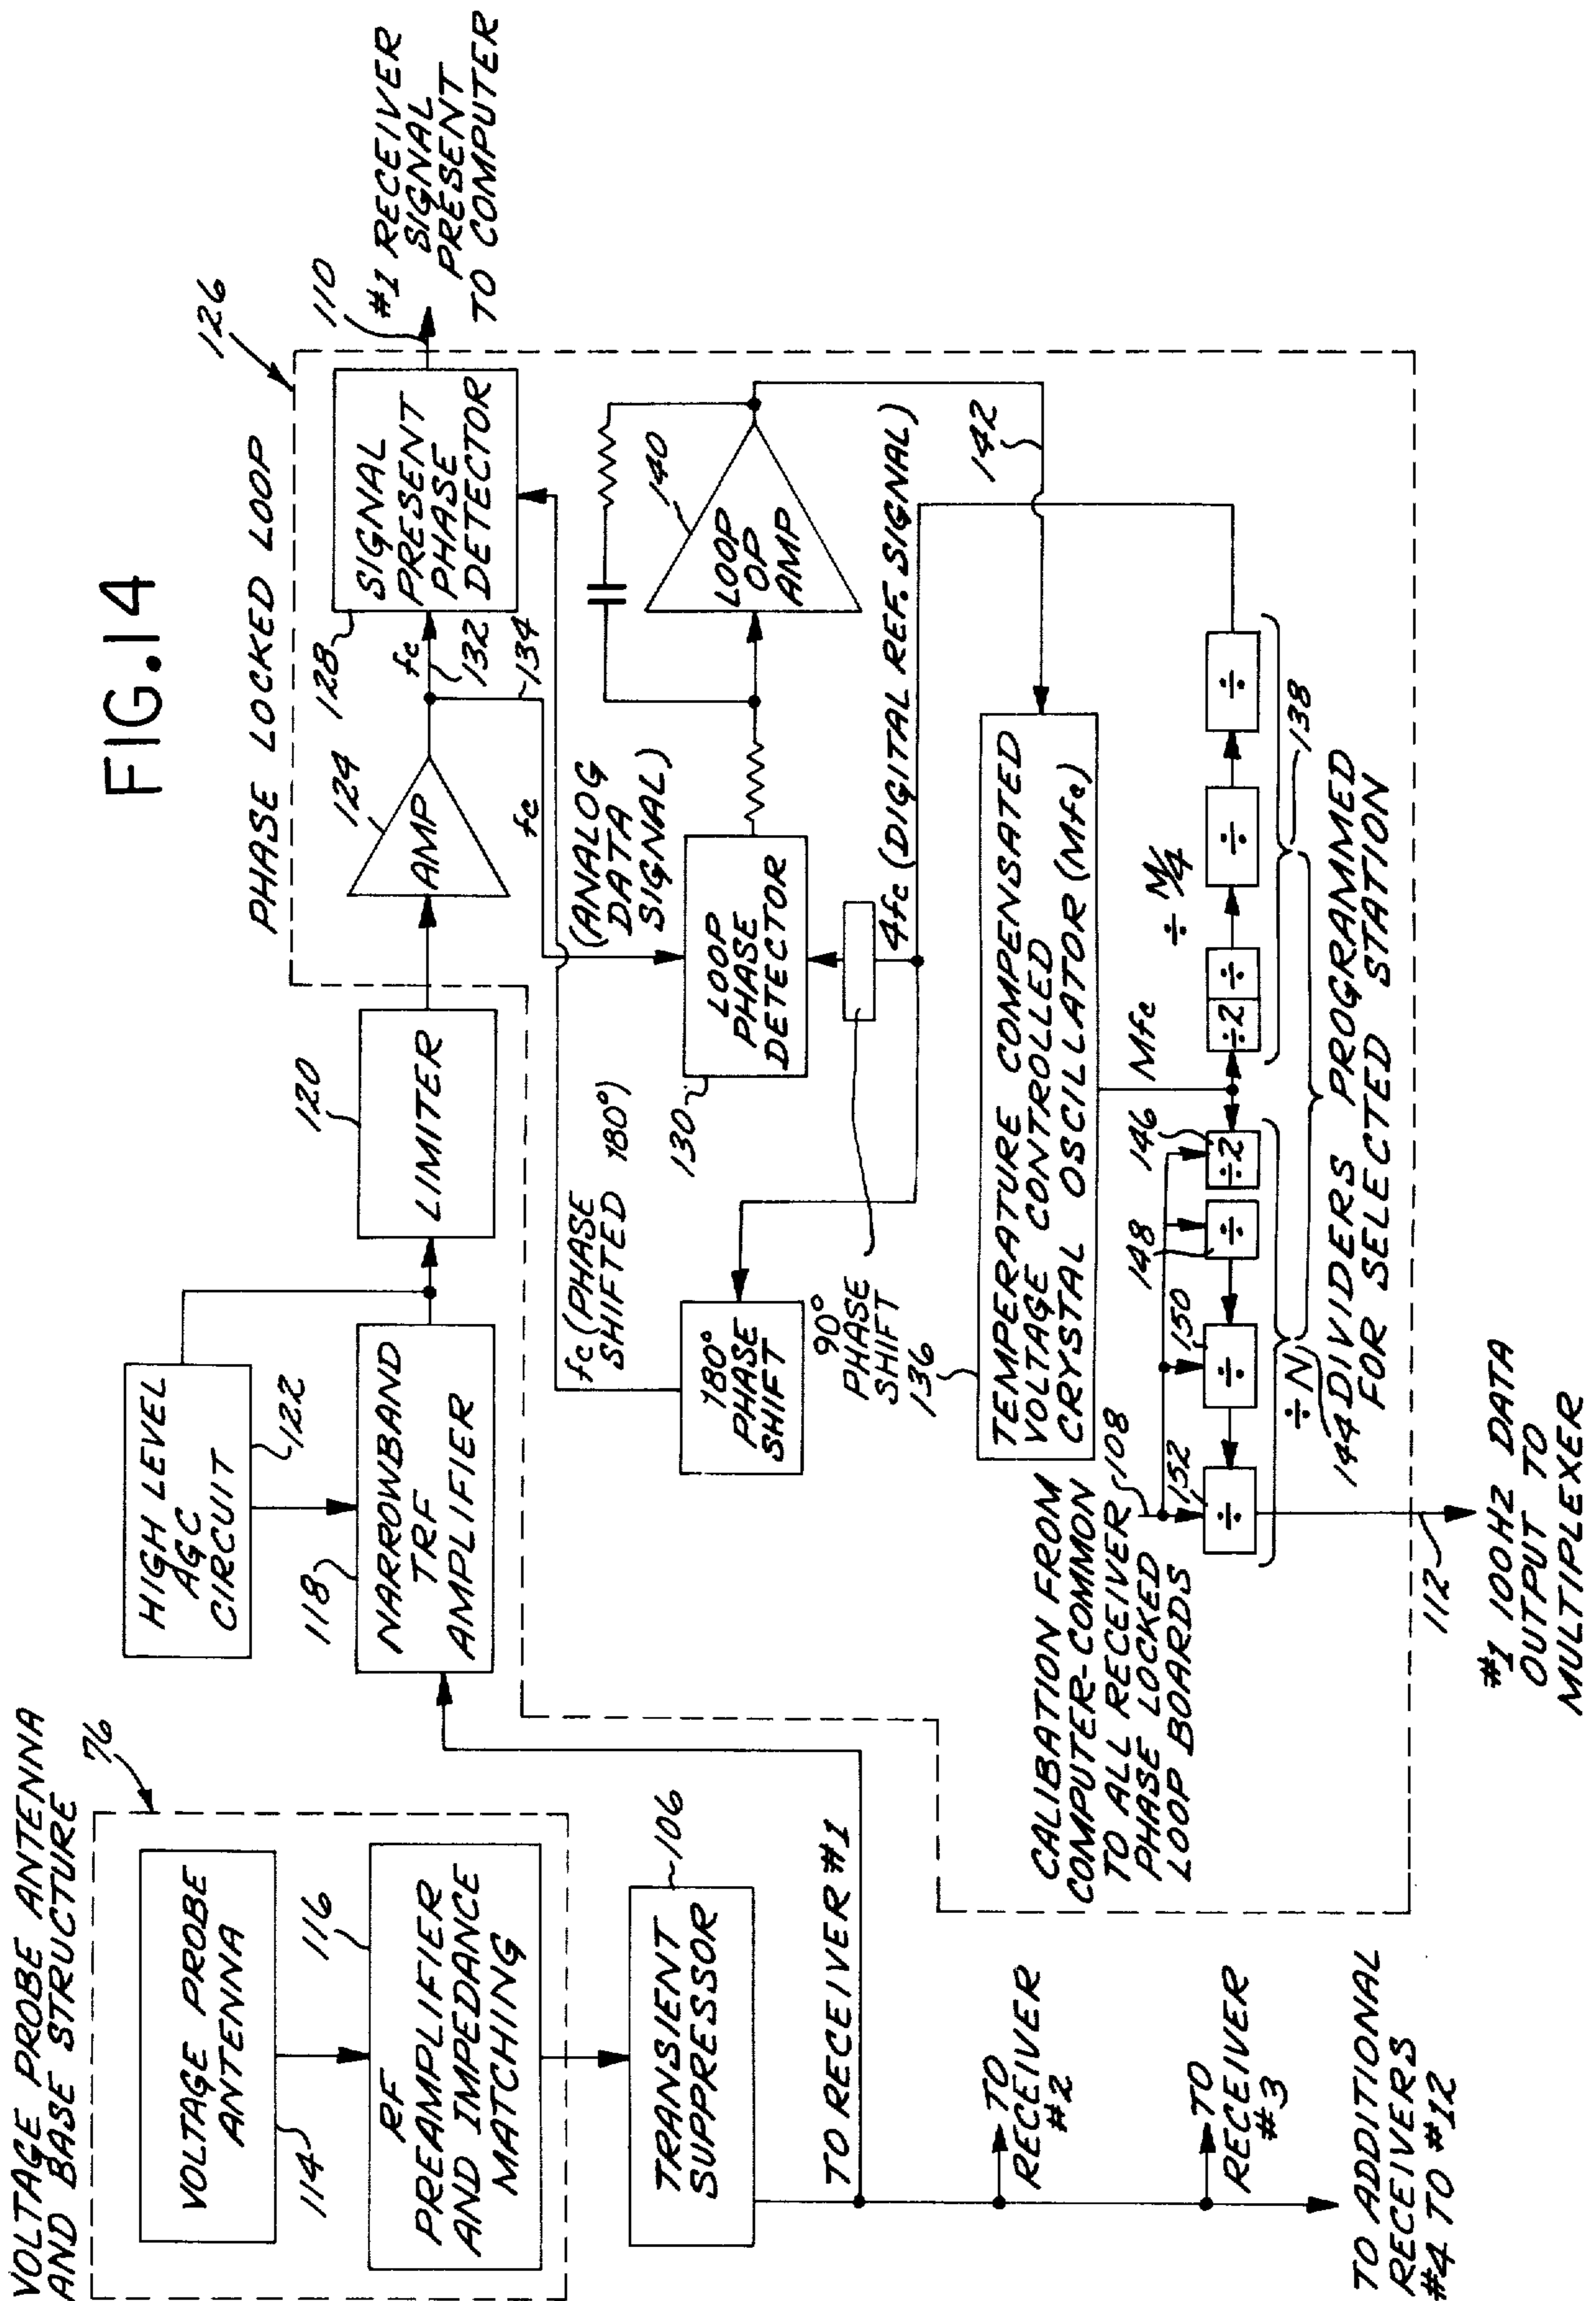 FIG.14
VOLTAGE PROBE ANTENNA
AND BASE STRUCTURE
76
VOLTAGE PROBE
ANTENNA
114
116
RF
PREAMPLIFIER
AND IMPEDANCE
MATCHING
TRANSIENT
SUPPRESSOR
106
TO RECEIVER #1
TO
RECEIVER
#2
TO
RECEIVER
#3
TO ADDITIONAL
RECEIVERS
#4 TO #12
HIGH LEVEL
AGC
CIRCUIT
122
118
NARROWBAND
TRF
AMPLIFIER
120
LIMITER
PHASE LOCKED LOOP
126
124
AMP
128
SIGNAL
PRESENT
PHASE
DETECTOR
fc
132
134
110
#1 RECEIVER
SIGNAL
PRESENT
TO COMPUTER
fc
(ANALOG
DATA
SIGNAL)
fc (PHASE
SHIFTED 180°)
130
LOOP
PHASE
DETECTOR
140
LOOP
OP
AMP
142
4fc (DIGITAL REF. SIGNAL)
180°
PHASE
SHIFT
90°
PHASE
SHIFT
136
TEMPERATURE COMPENSATED
VOLTAGE CONTROLLED
CRYSTAL OSCILLATOR (Mfc)
Mfc
÷ M/4
÷2
÷
÷
÷
138
146
÷2
148
÷
150
÷
152
÷
÷ N
144
DIVIDERS PROGRAMMED
FOR SELECTED STATION
CALIBATION FROM
COMPUTER-COMMON
TO ALL RECEIVER
PHASE LOCKED
LOOP BOARDS
108
112
#1 100HZ DATA
OUTPUT TO
MULTIPLEXER